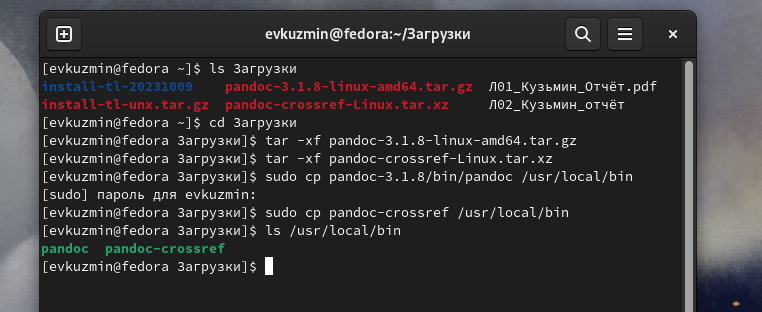 evkuzmin@fedora:~/Загрузки
[evkuzmin@fedora ~]$ ls Загрузки
install-tl-20231009 pandoc-3.1.8-linux-amd64.tar.gz Л01_Кузьмин_Отчёт.pdf
install-tl-unx.tar.gz pandoc-crossref-Linux.tar.xz Л02_Кузьмин_отчёт
[evkuzmin@fedora ~]$ cd Загрузки
[evkuzmin@fedora Загрузки]$ tar -xf pandoc-3.1.8-linux-amd64.tar.gz
[evkuzmin@fedora Загрузки]$ tar -xf pandoc-crossref-Linux.tar.xz
[evkuzmin@fedora Загрузки]$ sudo cp pandoc-3.1.8/bin/pandoc /usr/local/bin
[sudo] пароль для evkuzmin:
[evkuzmin@fedora Загрузки]$ sudo cp pandoc-crossref /usr/local/bin
[evkuzmin@fedora Загрузки]$ ls /usr/local/bin
pandoc pandoc-crossref
[evkuzmin@fedora Загрузки]$